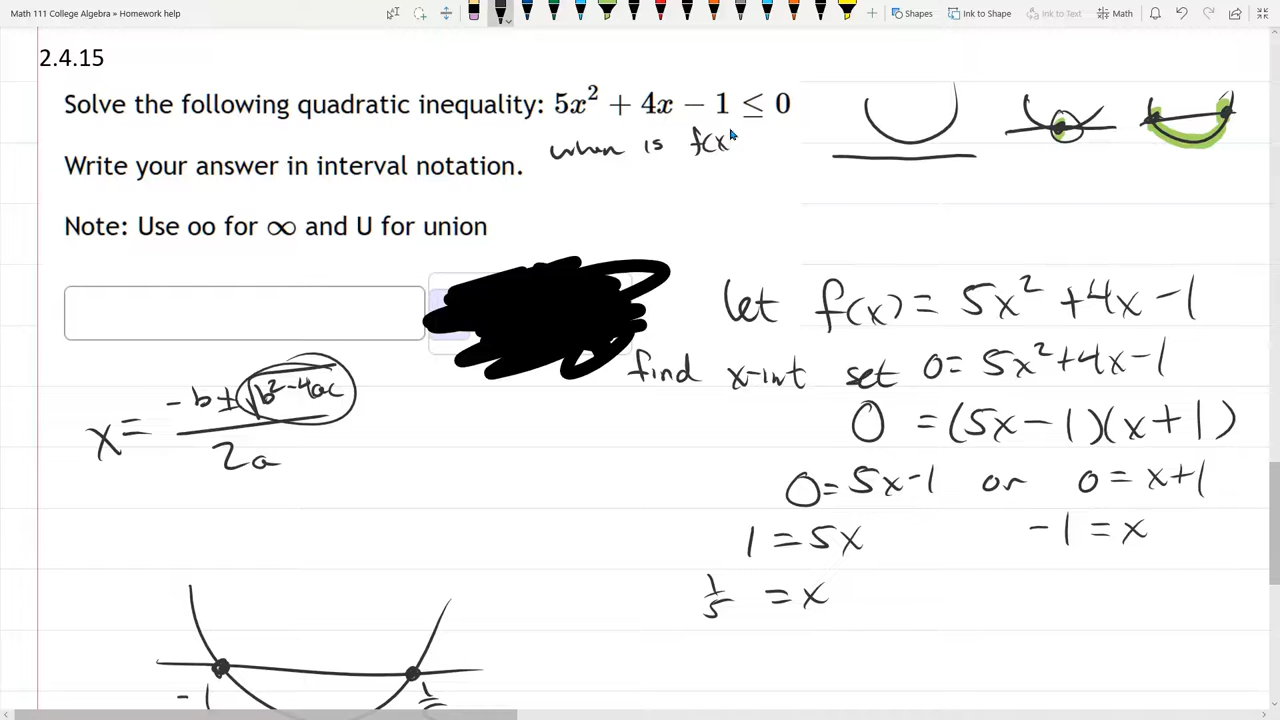 Math 111 College Algebra » Homework help
Shapes Ink to Shape Ink to Text Math
2.4.15
Solve the following quadratic inequality: 5x² + 4x − 1 ≤ 0
when is f(x
Write your answer in interval notation.
Note: Use oo for ∞ and U for union
let f(x) = 5x² + 4x − 1
find x-int set 0 = 5x² + 4x − 1
x = (−b ± √(b² − 4ac)) / 2a
0 = (5x − 1)(x + 1)
0 = 5x − 1 or 0 = x + 1
1 = 5x −1 = x
1/5 = x
−1